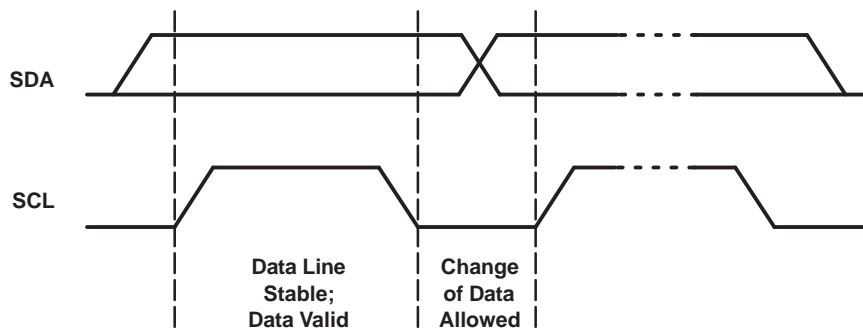 SDA
SCL
Data Line
Stable;
Data Valid
Change
of Data
Allowed